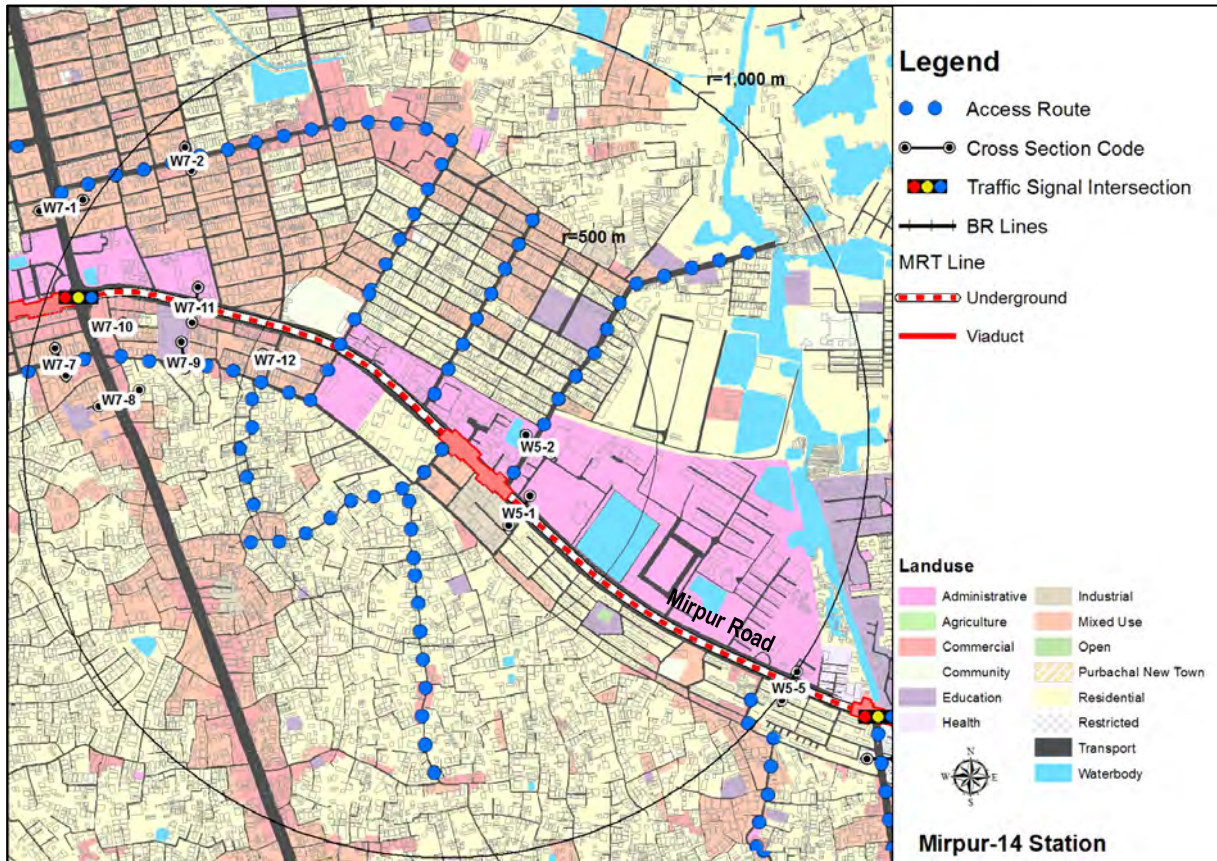 r=1,000 m
W7-2
W7-1
r=500 m
W7-11
W7-10
W7-7
W7-9
W7-12
W7-8
W5-2
W5-1
Mirpur Road
W5-5
Legend
Access Route
Cross Section Code
Traffic Signal Intersection
BR Lines
MRT Line
Underground
Viaduct
Landuse
Administrative
Agriculture
Commercial
Community
Education
Health
Industrial
Mixed Use
Open
Purbachal New Town
Residential
Restricted
Transport
Waterbody
N
W E
S
Mirpur-14 Station